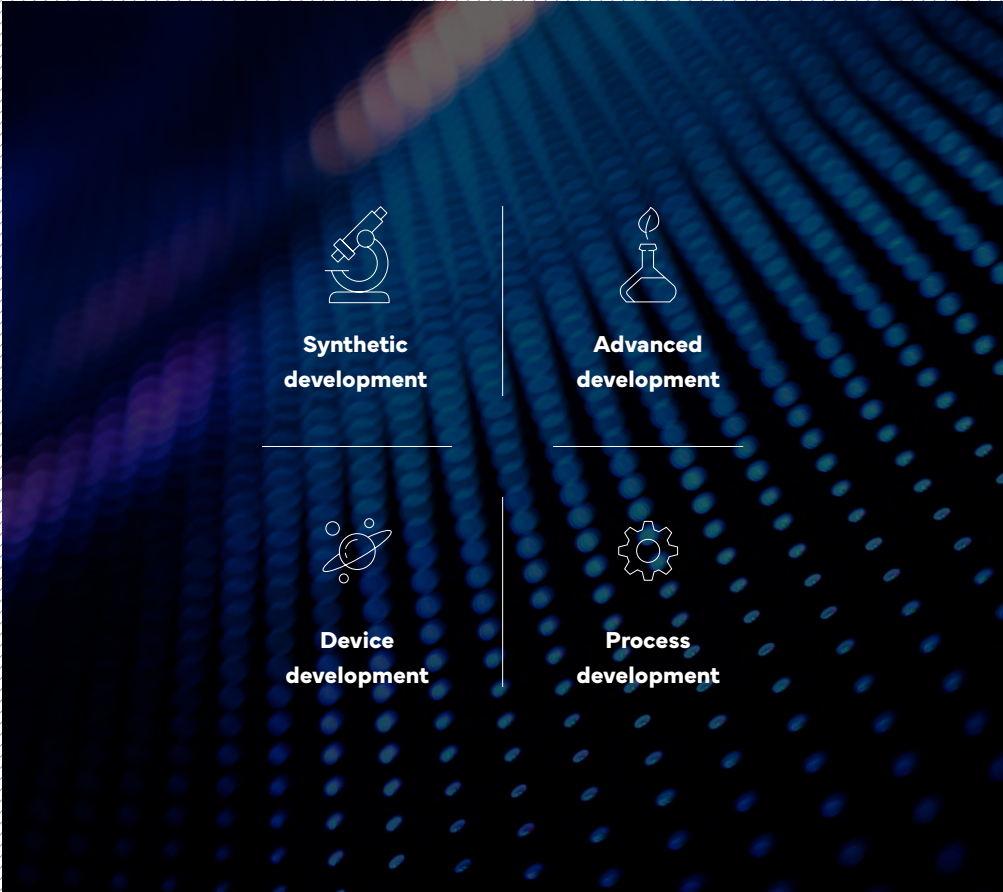 Synthetic
development
Advanced
development
Device
development
Process
development